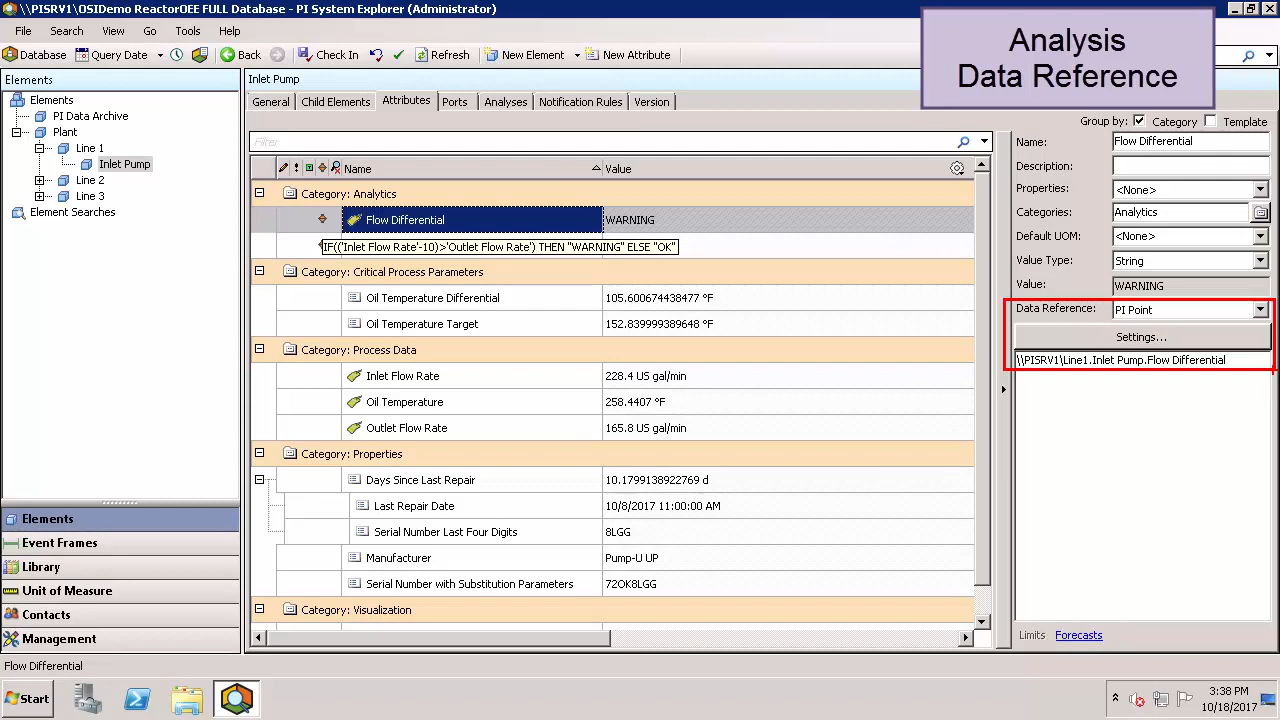 \\PISRV1\OSIDemo ReactorOEE FULL Database - PI System Explorer (Administrator)
File Search View Go Tools Help
Analysis
Data Reference
Database Query Date Back Check In Refresh New Element New Attribute
Elements
Elements
PI Data Archive
Plant
Line 1
Inlet Pump
Line 2
Line 3
Element Searches
Elements
Event Frames
Library
Unit of Measure
Contacts
Management
Inlet Pump
General Child Elements Attributes Ports Analyses Notification Rules Version
Group by: Category Template
Filter
Name Value
Category: Analytics
Flow Differential WARNING
IF(('Inlet Flow Rate'-10)>'Outlet Flow Rate') THEN "WARNING" ELSE "OK"
Category: Critical Process Parameters
Oil Temperature Differential 105.600674438477 °F
Oil Temperature Target 152.839999389648 °F
Category: Process Data
Inlet Flow Rate 228.4 US gal/min
Oil Temperature 258.4407 °F
Outlet Flow Rate 165.8 US gal/min
Category: Properties
Days Since Last Repair 10.1799138922769 d
Last Repair Date 10/8/2017 11:00:00 AM
Serial Number Last Four Digits 8LGG
Manufacturer Pump-U UP
Serial Number with Substitution Parameters 72OK8LGG
Category: Visualization
Name: Flow Differential
Description:
Properties: <None>
Categories: Analytics
Default UOM: <None>
Value Type: String
Value: WARNING
Data Reference: PI Point
Settings...
\\PISRV1\Line1.Inlet Pump.Flow Differential
Limits Forecasts
Flow Differential
Start
3:38 PM
10/18/2017